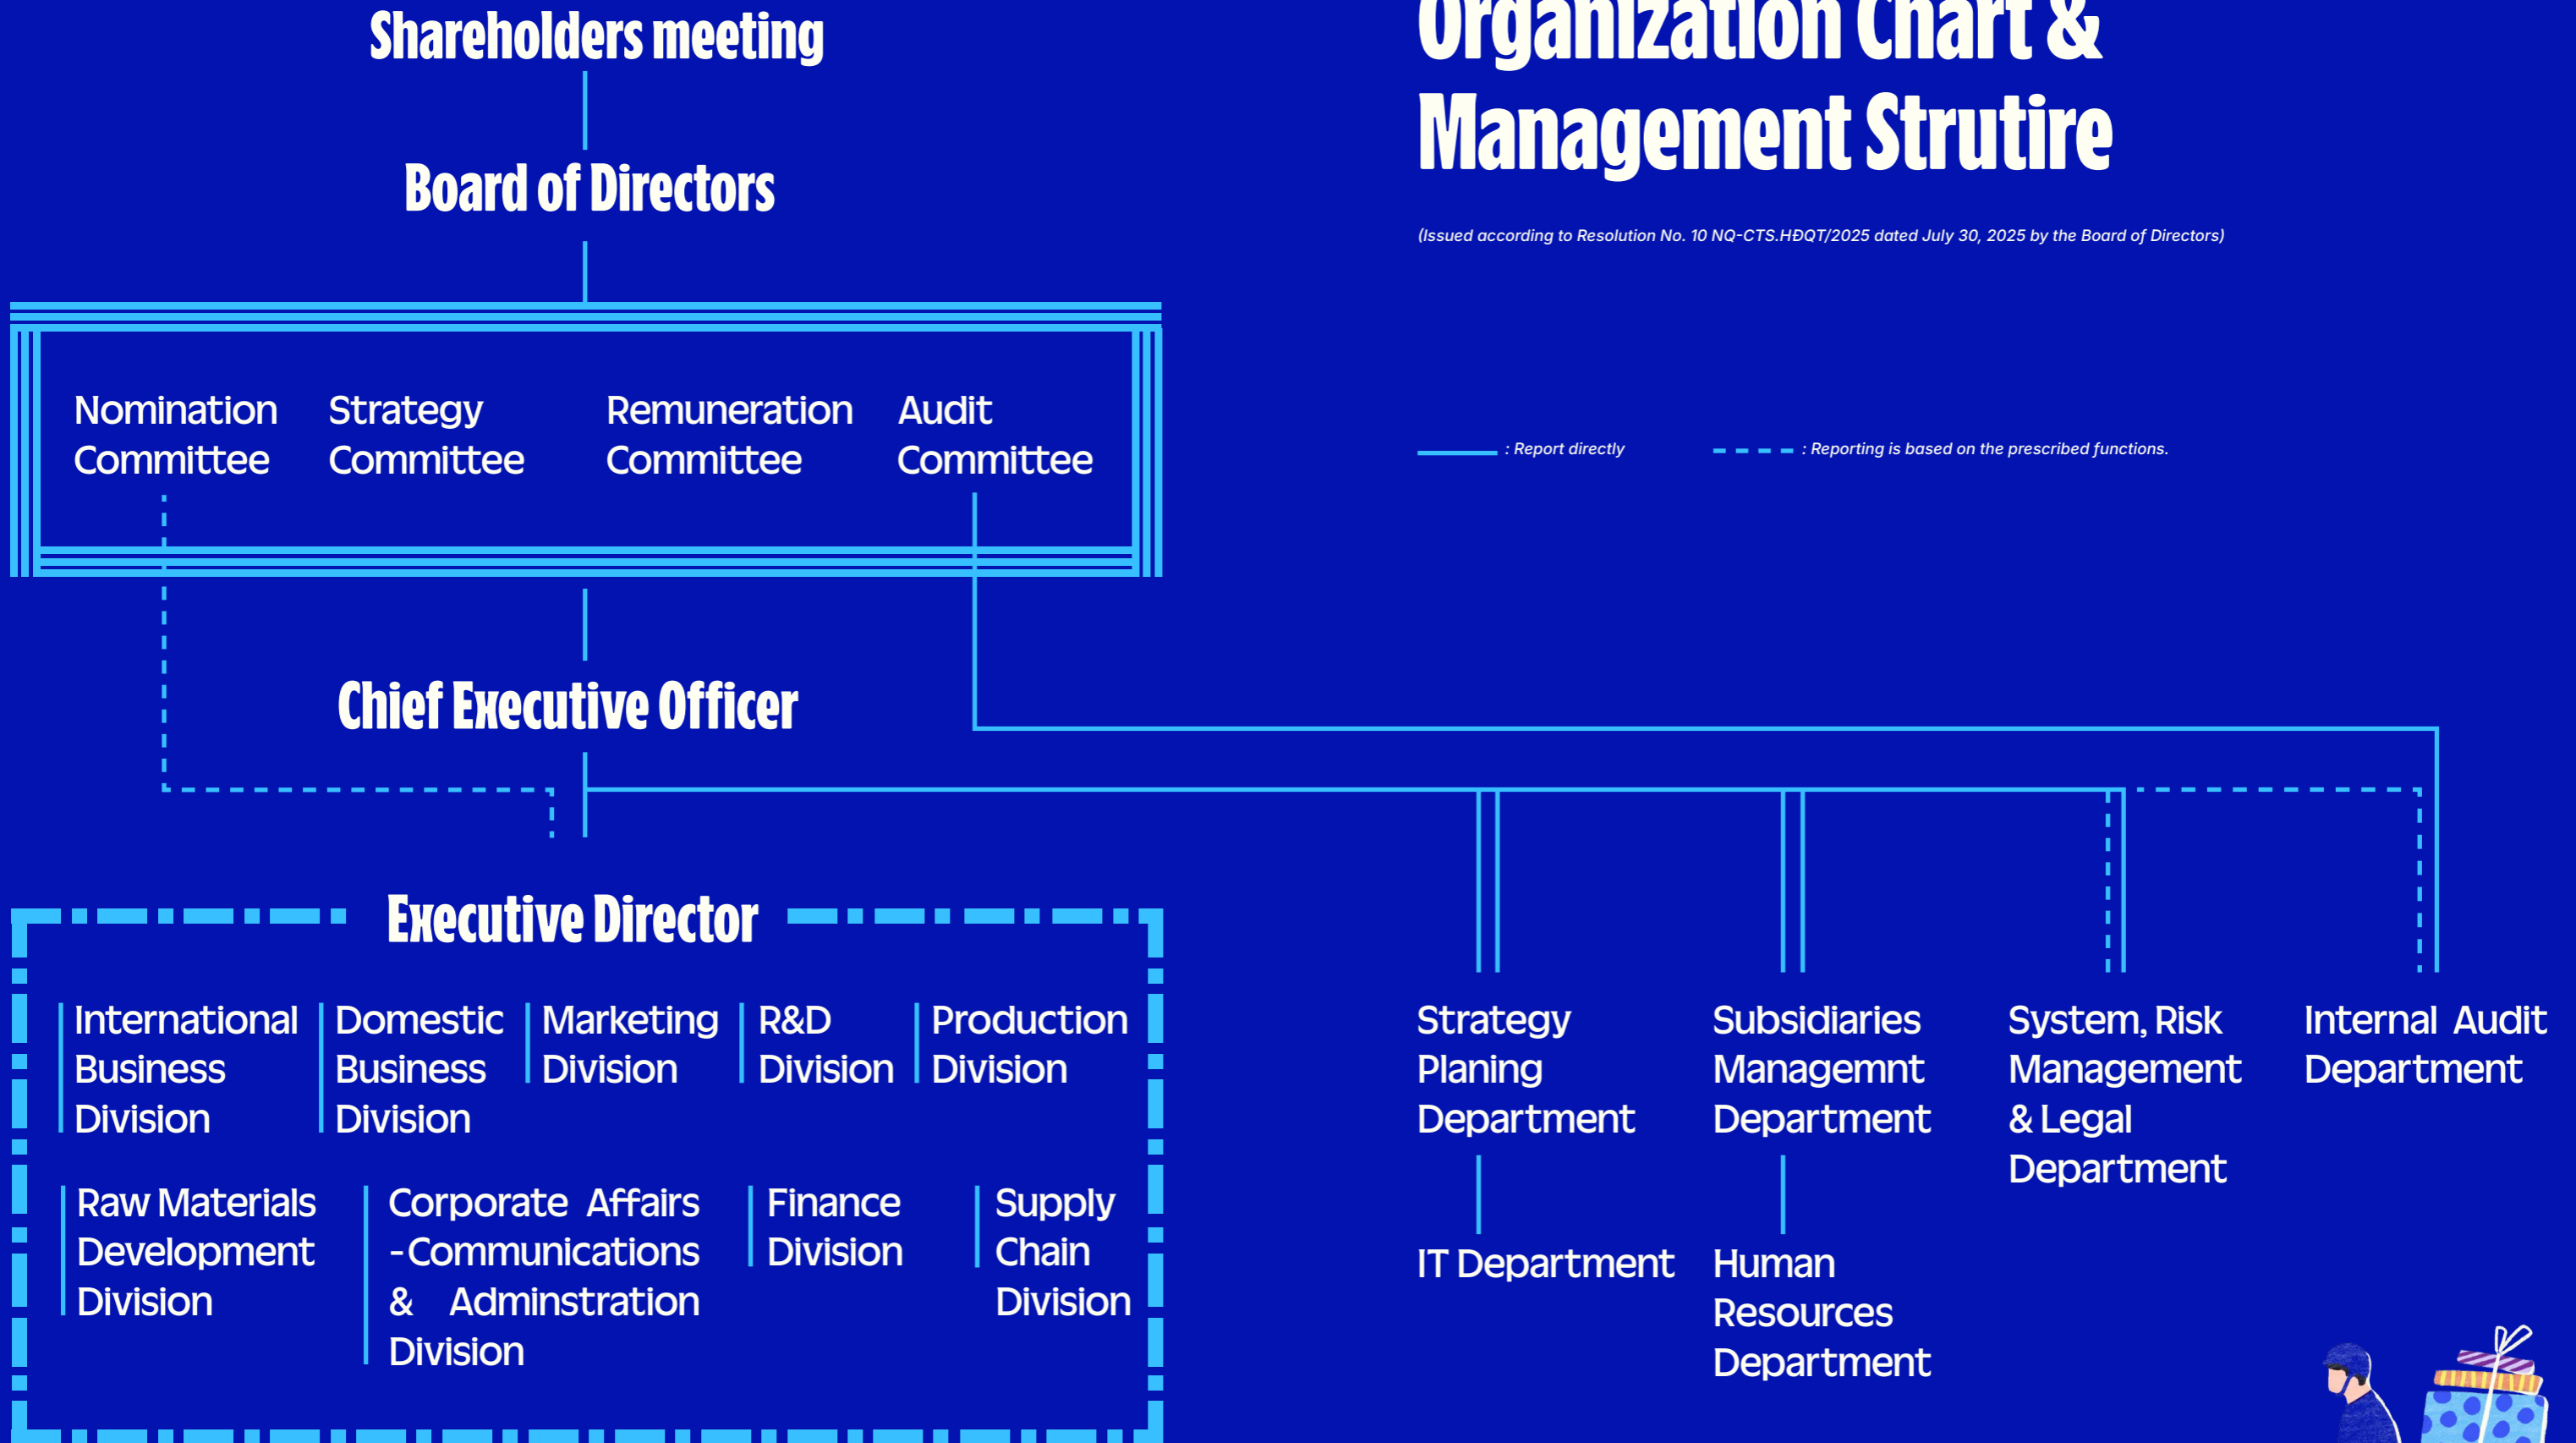 Shareholders meeting
Organization Chart &
Management Strutire
Board of Directors
(Issued according to Resolution No. 10 NQ-CTS.HĐQT/2025 dated July 30, 2025 by the Board of Directors)
Nomination
Committee
Strategy
Committee
Remuneration
Committee
Audit
Committee
: Report directly
: Reporting is based on the prescribed functions.
Chief Executive Officer
Executive Director
International
Business
Division
Domestic
Business
Division
Marketing
Division
R&D
Division
Production
Division
Raw Materials
Development
Division
Corporate Affairs
-Communications
& Adminstration
Division
Finance
Division
Supply
Chain
Division
Strategy
Planing
Department
Subsidiaries
Managemnt
Department
System, Risk
Management
& Legal
Department
Internal Audit
Department
IT Department
Human
Resources
Department